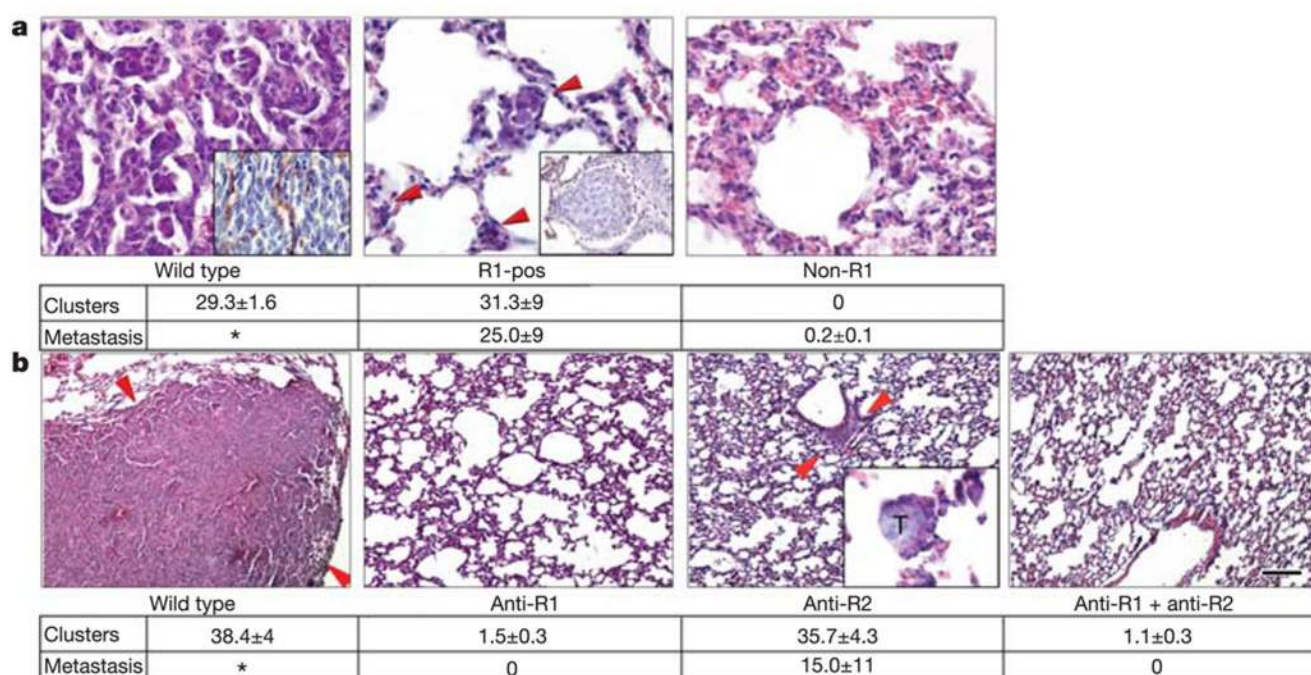 a
Wild type R1-pos Non-R1
Clusters 29.3±1.6 31.3±9 0
Metastasis * 25.0±9 0.2±0.1
b
T
Wild type Anti-R1 Anti-R2 Anti-R1 + anti-R2
Clusters 38.4±4 1.5±0.3 35.7±4.3 1.1±0.3
Metastasis * 0 15.0±11 0